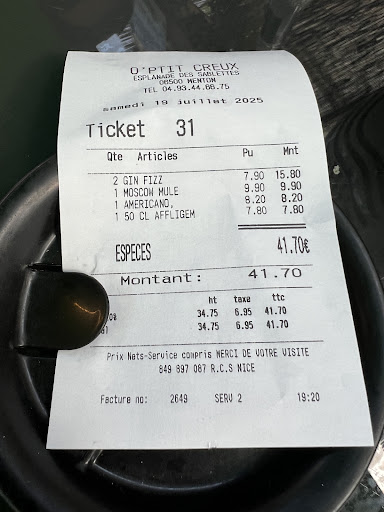 O'PTIT CREUX
ESPLANADE DES SABLETTES
06500 MENTON
TEL 04.93.44.66.75
samedi 19 juillet 2025
Ticket 31
Qte Articles Pu Mnt
2 GIN FIZZ 7.90 15.80
1 MOSCOW MULE 9.90 9.90
1 AMERICANO, 8.20 8.20
1 50 CL AFFLIGEM 7.80 7.80
ESPECES 41.70€
Montant: 41.70
ht taxe ttc
34.75 6.95 41.70
34.75 6.95 41.70
Prix Nets-Service compris MERCI DE VOTRE VISITE
849 897 087 R.C.S NICE
Facture no: 2649 SERV 2 19:20